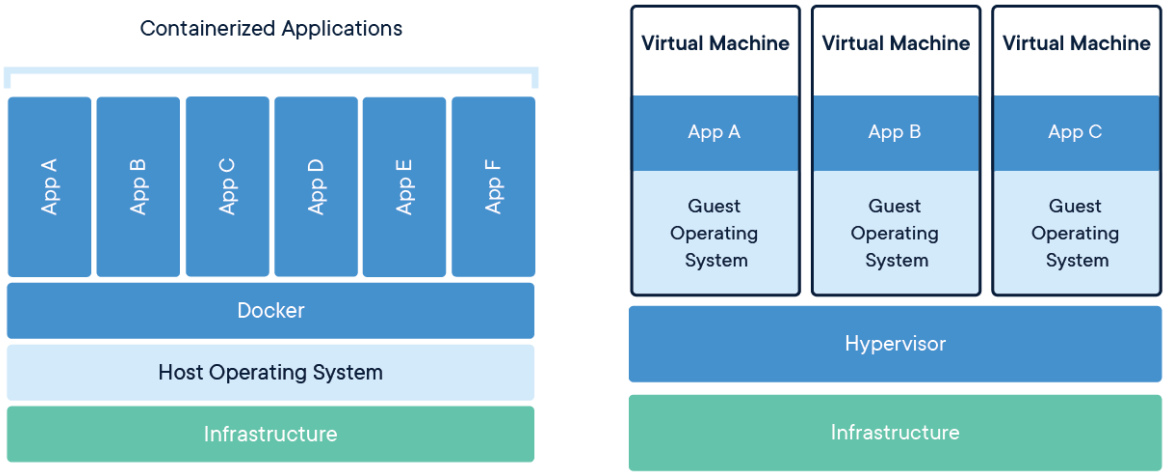 Containerized Applications
App A
App B
App C
App D
App E
App F
Docker
Host Operating System
Infrastructure
Virtual Machine
App A
Guest
Operating
System
Virtual Machine
App B
Guest
Operating
System
Virtual Machine
App C
Guest
Operating
System
Hypervisor
Infrastructure